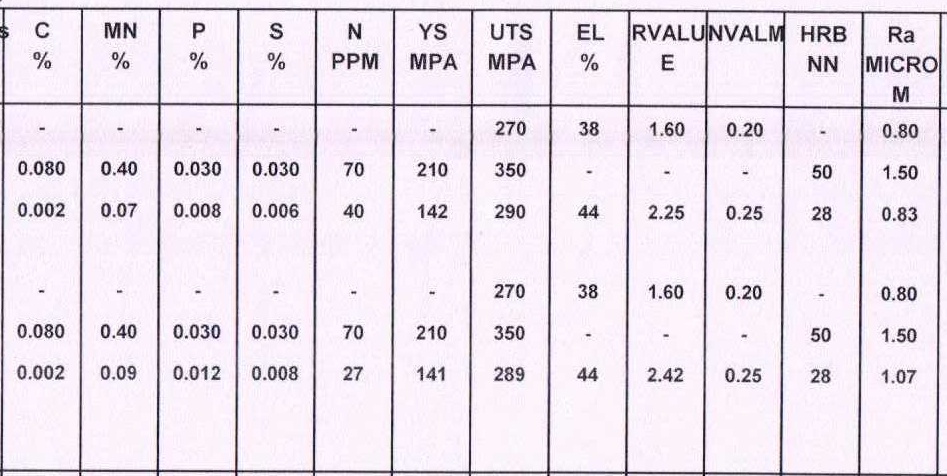 s C MN P S N YS UTS EL RVALU NVALM HRB Ra
% % % % PPM MPA MPA % E NN MICRO
M
- - - - - - 270 38 1.60 0.20 - 0.80
0.080 0.40 0.030 0.030 70 210 350 - - - 50 1.50
0.002 0.07 0.008 0.006 40 142 290 44 2.25 0.25 28 0.83
- - - - - - 270 38 1.60 0.20 - 0.80
0.080 0.40 0.030 0.030 70 210 350 - - - 50 1.50
0.002 0.09 0.012 0.008 27 141 289 44 2.42 0.25 28 1.07